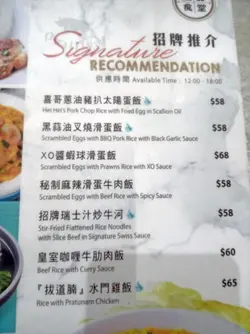 食堂
招牌推介
Signature
RECOMMENDATION
供應時間 Available Time : 12:00 - 18:00
喜哥蔥油豬扒太陽蛋飯 $58
Hei Hei's Pork Chop Rice with Fried Eggs in Scallion Oil
黑蒜油叉燒滑蛋飯 $58
Scrambled Eggs with BBQ Pork Rice with Black Garlic Sauce
XO醬蝦球滑蛋飯 $68
Scrambled Eggs with Prawns Rice with XO Sauce
秘制麻辣滑蛋牛肉飯 $58
Scrambled Eggs with Beef Rice with Spicy Sauce
招牌瑞士汁炒牛河 $58
Stir-Fried Flattened Rice Noodles
with Slice Beef in Signature Swiss Sauce
皇室咖喱牛肋肉飯 $60
Beef Rice with Curry Sauce
『拔道腩』水門雞飯 $65
Rice with Pratunam Chicken